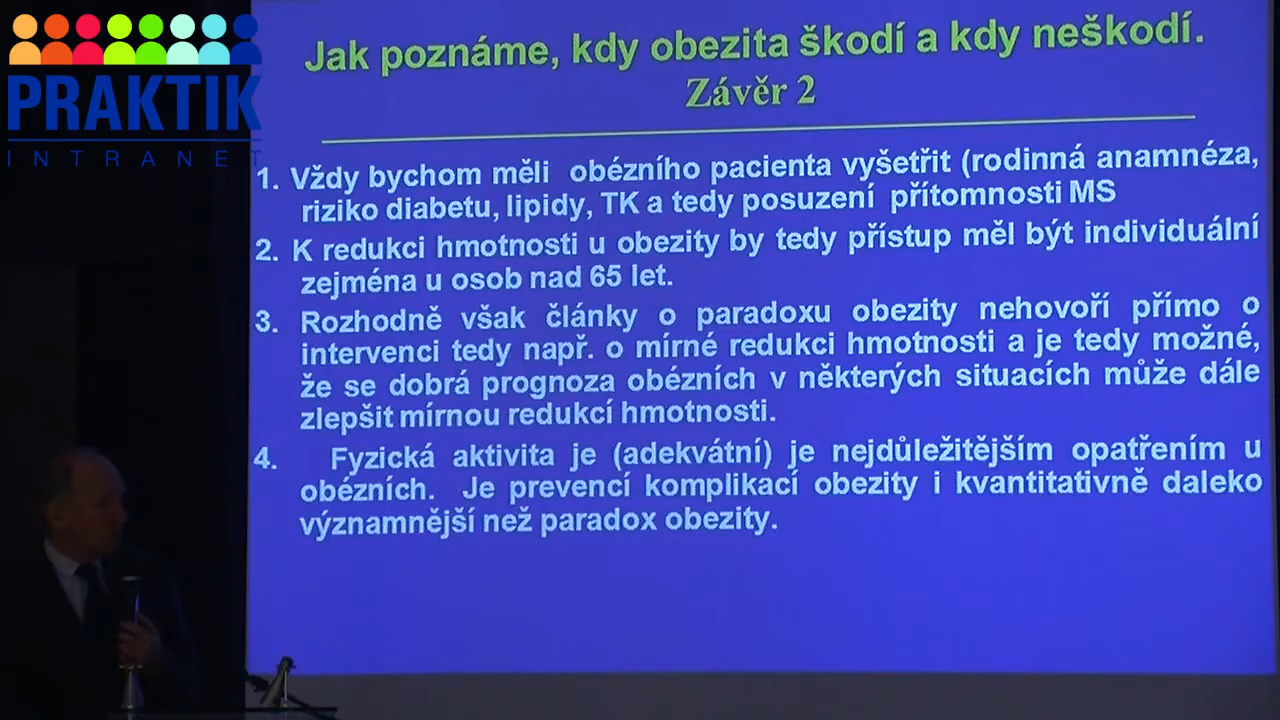 PRAKTIK
INTRANET
Jak poznáme, kdy obezita škodí a kdy neškodí.
Závěr 2
1. Vždy bychom měli obézního pacienta vyšetřit (rodinná anamnéza,
riziko diabetu, lipidy, TK a tedy posuzení přítomnosti MS
2. K redukci hmotnosti u obezity by tedy přístup měl být individuální
zejména u osob nad 65 let.
3. Rozhodně však články o paradoxu obezity nehovoří přímo o
intervenci tedy např. o mírné redukci hmotnosti a je tedy možné,
že se dobrá prognoza obézních v některých situacích může dále
zlepšit mírnou redukcí hmotnosti.
4. Fyzická aktivita je (adekvátní) je nejdůležitějším opatřením u
obézních. Je prevencí komplikací obezity i kvantitativně daleko
významnější než paradox obezity.